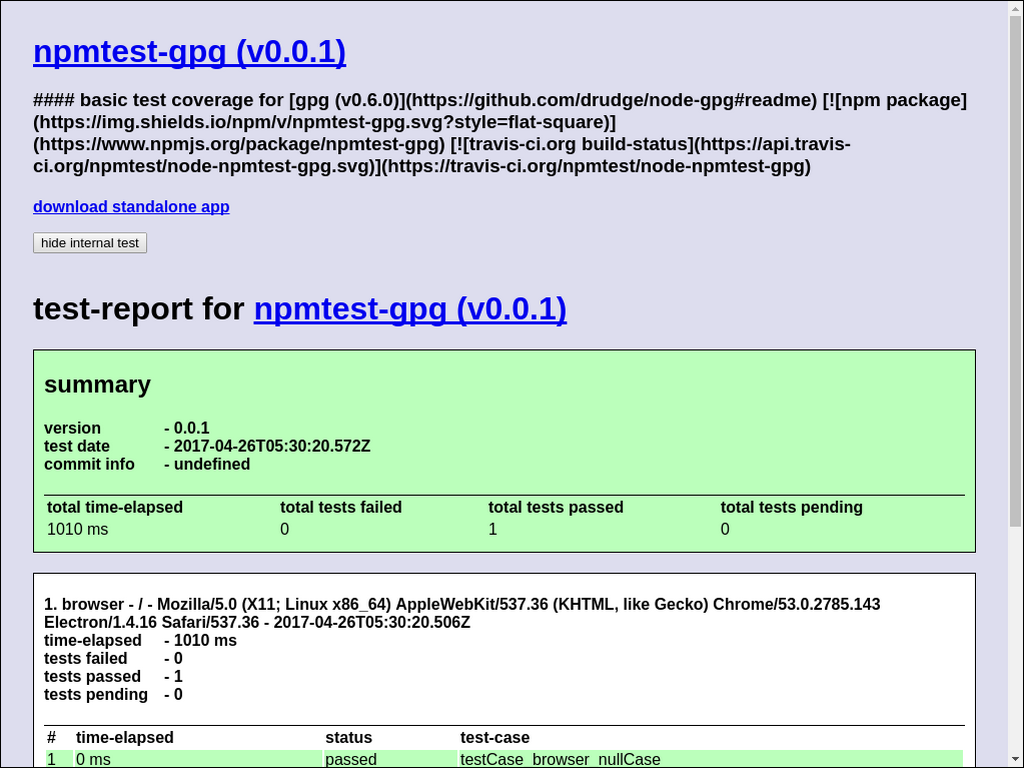 npmtest-gpg (v0.0.1)
#### basic test coverage for [gpg (v0.6.0)](https://github.com/drudge/node-gpg#readme) [![npm package]
(https://img.shields.io/npm/v/npmtest-gpg.svg?style=flat-square)]
(https://www.npmjs.org/package/npmtest-gpg) [![travis-ci.org build-status](https://api.travis-
ci.org/npmtest/node-npmtest-gpg.svg)](https://travis-ci.org/npmtest/node-npmtest-gpg)
download standalone app
hide internal test
test-report for npmtest-gpg (v0.0.1)
summary
version - 0.0.1
test date - 2017-04-26T05:30:20.572Z
commit info - undefined
total time-elapsed total tests failed total tests passed total tests pending
1010 ms 0 1 0
1. browser - / - Mozilla/5.0 (X11; Linux x86_64) AppleWebKit/537.36 (KHTML, like Gecko) Chrome/53.0.2785.143
Electron/1.4.16 Safari/537.36 - 2017-04-26T05:30:20.506Z
time-elapsed - 1010 ms
tests failed - 0
tests passed - 1
tests pending - 0
# time-elapsed status test-case
1 0 ms passed testCase_browser_nullCase